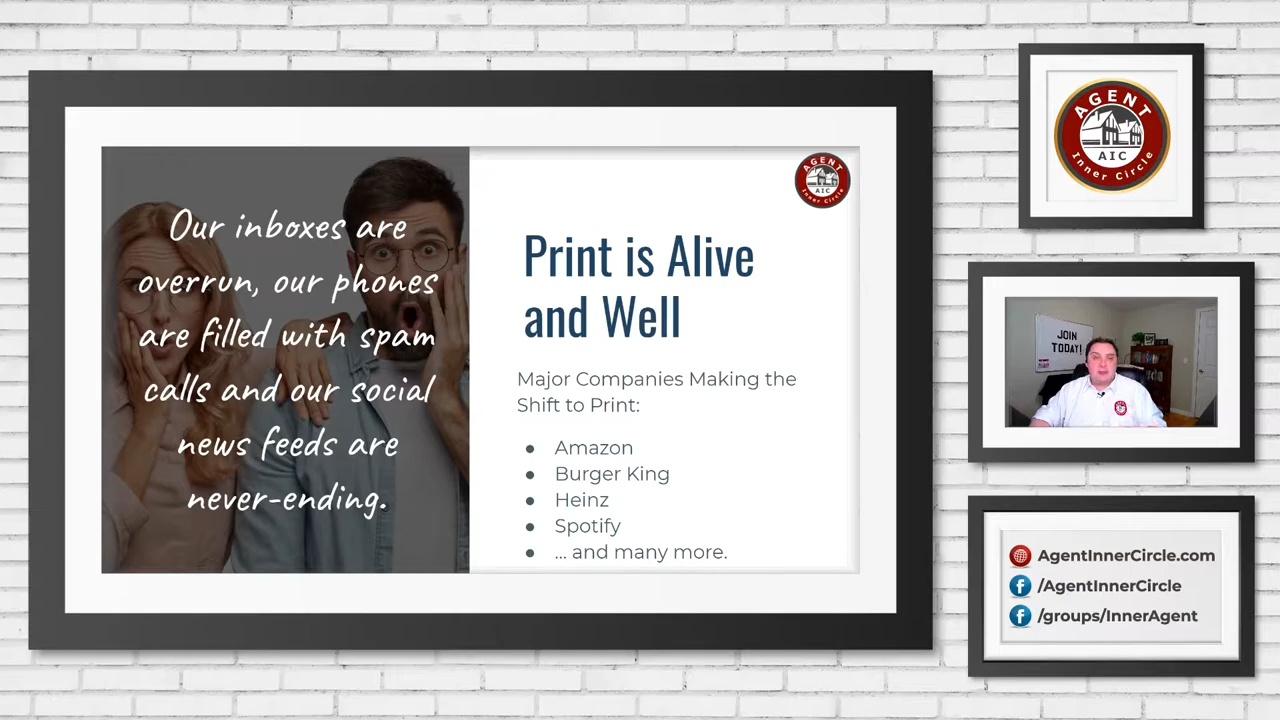 Our inboxes are
overrun, our phones
are filled with spam
calls and our social
news feeds are
never-ending.
AGENT
AIC
Inner Circle
Print is Alive
and Well
Major Companies Making the
Shift to Print:
● Amazon
● Burger King
● Heinz
● Spotify
● ... and many more.
AGENT
AIC
Inner Circle
JOIN
TODAY!
AgentInnerCircle.com
/AgentInnerCircle
/groups/InnerAgent